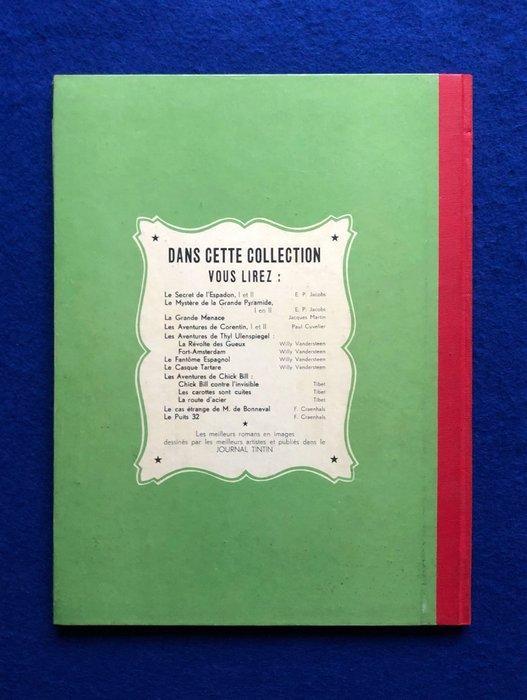 DANS CETTE COLLECTION
VOUS LIREZ :
Le Secret de l'Espadon, I et II E. P. Jacobs
Le Mystère de la Grande Pyramide,
I en II E. P. Jacobs
La Grande Menace Jacques Martin
Les Aventures de Corentin, I et II Paul Cuvelier
Les Aventures de Thyl Ulenspiegel :
La Révolte des Gueux Willy Vandersteen
Fort-Amsterdam Willy Vandersteen
Le Fantôme Espagnol Willy Vandersteen
Le Casque Tartare Willy Vandersteen
Les Aventures de Chick Bill :
Chick Bill contre l'invisible Tibet
Les carottes sont cuites Tibet
La route d'acier Tibet
Le cas étrange de M. de Bonneval F. Craenhals
Le Puits 32 F. Craenhals
Les meilleurs romans en images
dessinés par les meilleurs artistes et publiés dans le
JOURNAL TINTIN